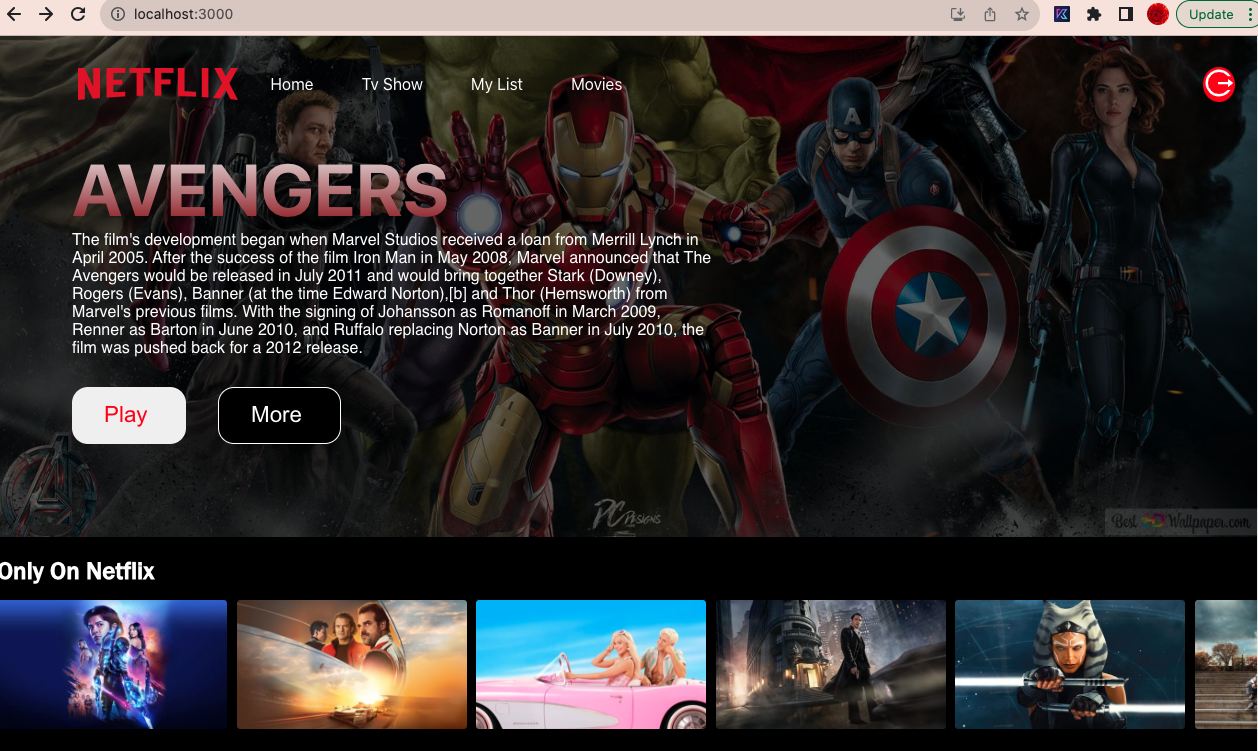 localhost:3000
Update
NETFLIX
Home
Tv Show
My List
Movies
AVENGERS
The film's development began when Marvel Studios received a loan from Merrill Lynch in
April 2005. After the success of the film Iron Man in May 2008, Marvel announced that The
Avengers would be released in July 2011 and would bring together Stark (Downey),
Rogers (Evans), Banner (at the time Edward Norton),[b] and Thor (Hemsworth) from
Marvel's previous films. With the signing of Johansson as Romanoff in March 2009,
Renner as Barton in June 2010, and Ruffalo replacing Norton as Banner in July 2010, the
film was pushed back for a 2012 release.
Play
More
A
PC DESIGNS
Best Wallpaper.com
Only On Netflix